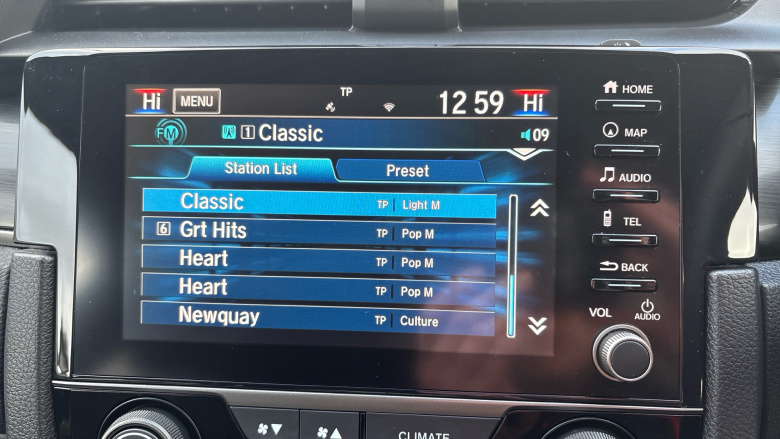 TP
Hi MENU 12 59 Hi
FM 1 Classic 09
Station List Preset
Classic TP Light M
6 Grt Hits TP Pop M
Heart TP Pop M
Heart TP Pop M
Newquay TP Culture
HOME
MAP
AUDIO
TEL
BACK
VOL AUDIO
CLIMATE